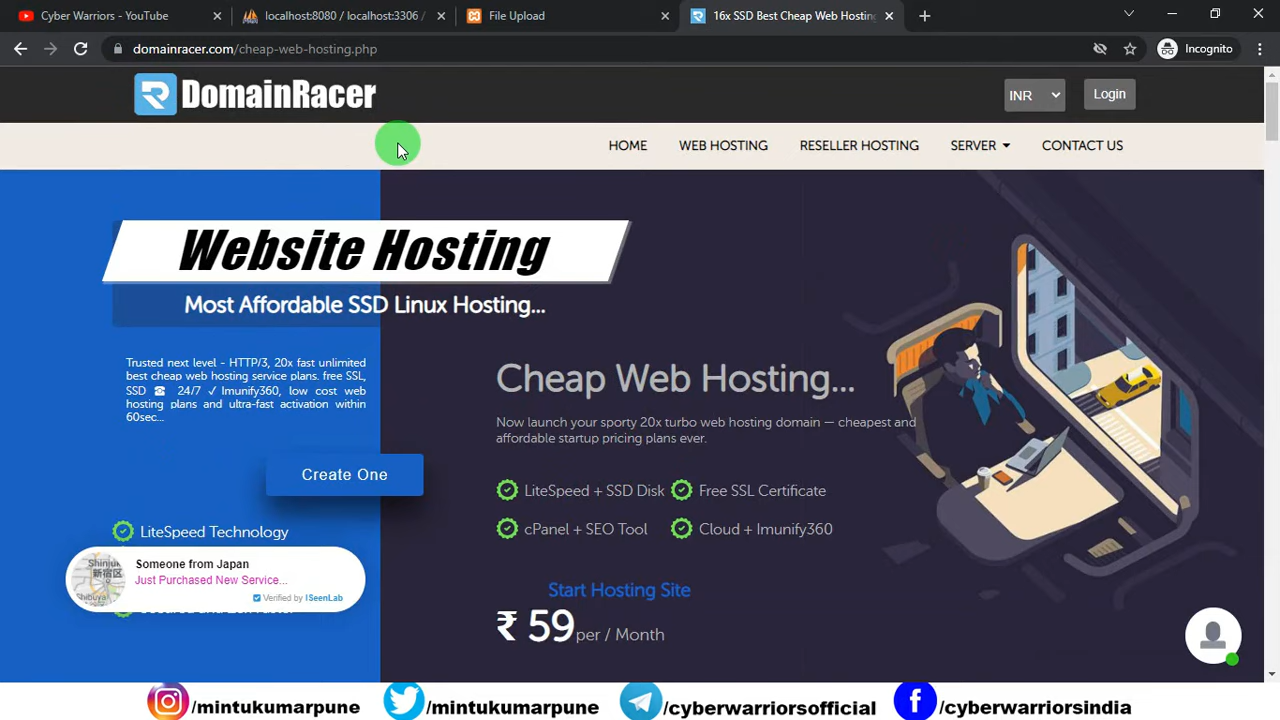 Cyber Warriors - YouTube
localhost:8080 / localhost:3306 /
File Upload
16x SSD Best Cheap Web Hosting
domainracer.com/cheap-web-hosting.php
Incognito
DomainRacer
INR
Login
HOME
WEB HOSTING
RESELLER HOSTING
SERVER
CONTACT US
Website Hosting
Most Affordable SSD Linux Hosting...
Trusted next level - HTTP/3, 20x fast unlimited
best cheap web hosting service plans. free SSL,
SSD ☎ 24/7 ✓ Imunify360, low cost web
hosting plans and ultra-fast activation within
60sec...
Create One
LiteSpeed Technology
Cheap Web Hosting...
Now launch your sporty 20x turbo web hosting domain — cheapest and
affordable startup pricing plans ever.
LiteSpeed + SSD Disk
Free SSL Certificate
cPanel + SEO Tool
Cloud + Imunify360
Start Hosting Site
₹ 59 per / Month
Someone from Japan
Just Purchased New Service...
Verified by ISeenLab
/mintukumarpune
/mintukumarpune
/cyberwarriorsofficial
/cyberwarriorsindia